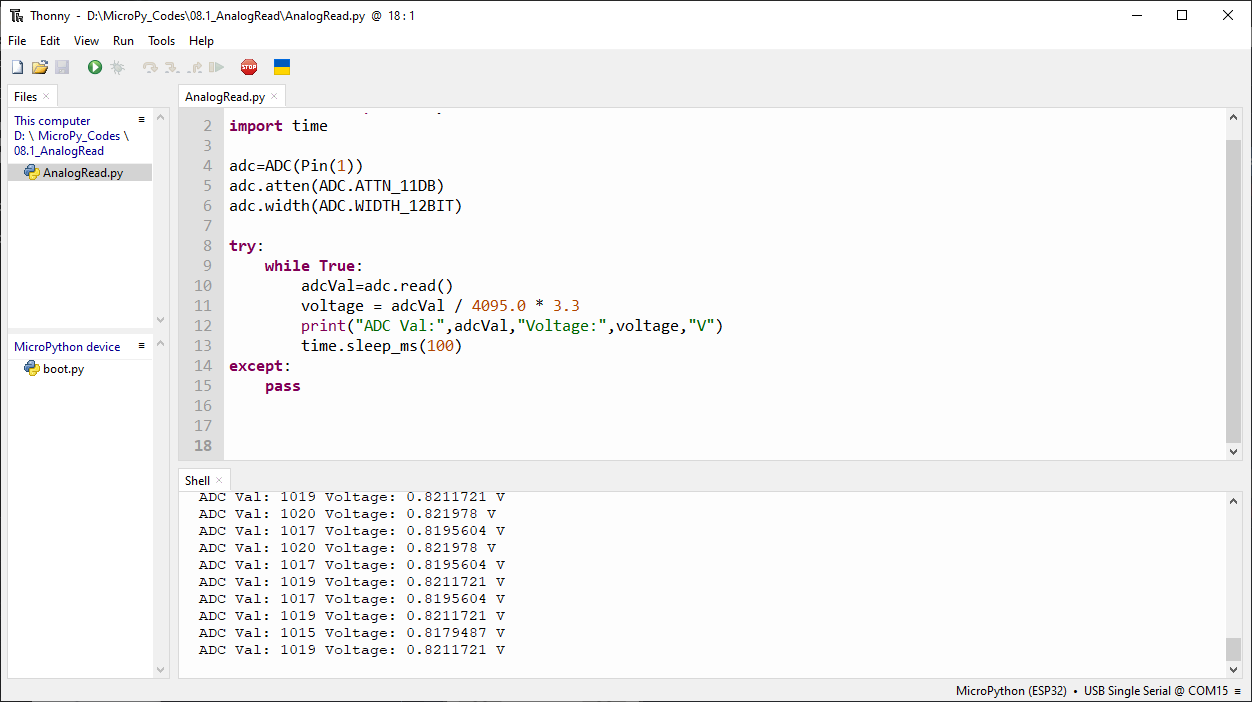 Thonny - D:\MicroPy_Codes\08.1_AnalogRead\AnalogRead.py @ 18 : 1
File Edit View Run Tools Help
STOP
Files
This computer
D: \ MicroPy_Codes \
08.1_AnalogRead
AnalogRead.py
MicroPython device
boot.py
AnalogRead.py
2 import time
3
4 adc=ADC(Pin(1))
5 adc.atten(ADC.ATTN_11DB)
6 adc.width(ADC.WIDTH_12BIT)
7
8 try:
9     while True:
10         adcVal=adc.read()
11         voltage = adcVal / 4095.0 * 3.3
12         print("ADC Val:",adcVal,"Voltage:",voltage,"V")
13         time.sleep_ms(100)
14 except:
15     pass
16
17
18
Shell
ADC Val: 1019 Voltage: 0.8211721 V
ADC Val: 1020 Voltage: 0.821978 V
ADC Val: 1017 Voltage: 0.8195604 V
ADC Val: 1020 Voltage: 0.821978 V
ADC Val: 1017 Voltage: 0.8195604 V
ADC Val: 1019 Voltage: 0.8211721 V
ADC Val: 1017 Voltage: 0.8195604 V
ADC Val: 1019 Voltage: 0.8211721 V
ADC Val: 1015 Voltage: 0.8179487 V
ADC Val: 1019 Voltage: 0.8211721 V
MicroPython (ESP32) • USB Single Serial @ COM15 ≡